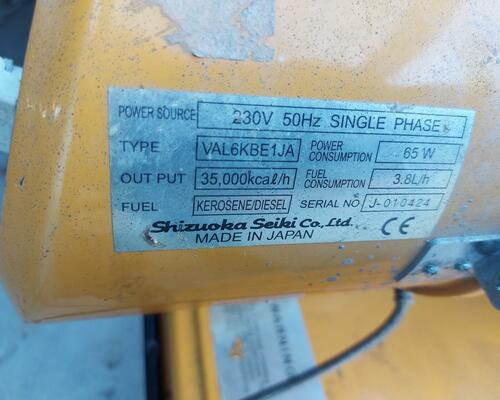 POWER SOURCE 230V 50Hz SINGLE PHASE
TYPE VAL6KBE1JA POWER CONSUMPTION 65 W
OUT PUT 35,000kcal/h FUEL CONSUMPTION 3.8L/h
FUEL KEROSENE/DIESEL SERIAL NO J-010424
Shizuoka Seiki Co.,Ltd. CE
MADE IN JAPAN
WARNING